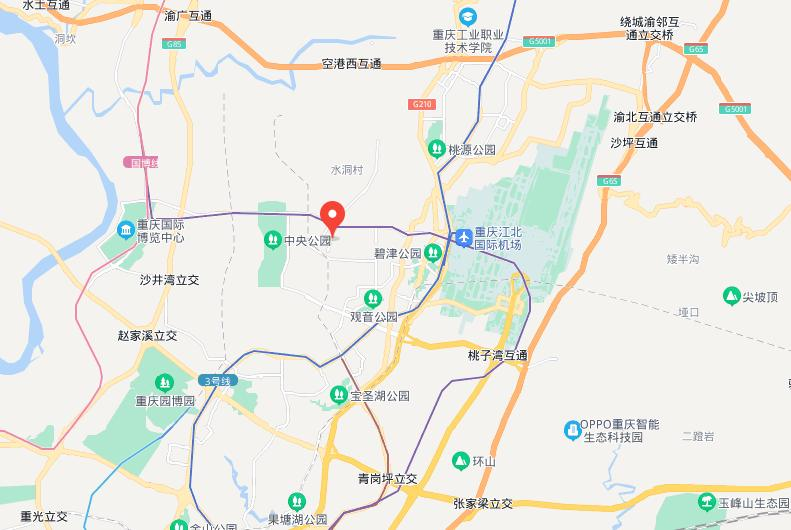 水土互通
渝广互通
洞坎
G85
重庆工业职业
技术学院
绕城渝邻互
通立交桥
G5001
G65
空港西互通
G210
G5001
渝北互通立交桥
沙坪互通
桃源公园
国博线
水洞村
G65
重庆国际
博览中心
中央公园
碧津公园
重庆江北
国际机场
矮半沟
沙井湾立交
尖坡顶
观音公园
垭口
赵家溪立交
桃子湾互通
3号线
重庆园博园
宝圣湖公园
OPPO重庆智能
生态科技园
二蹬岩
环山
青岗坪立交
张家梁立交
玉峰山生态园
重光立交
果塘湖公园
金山公园